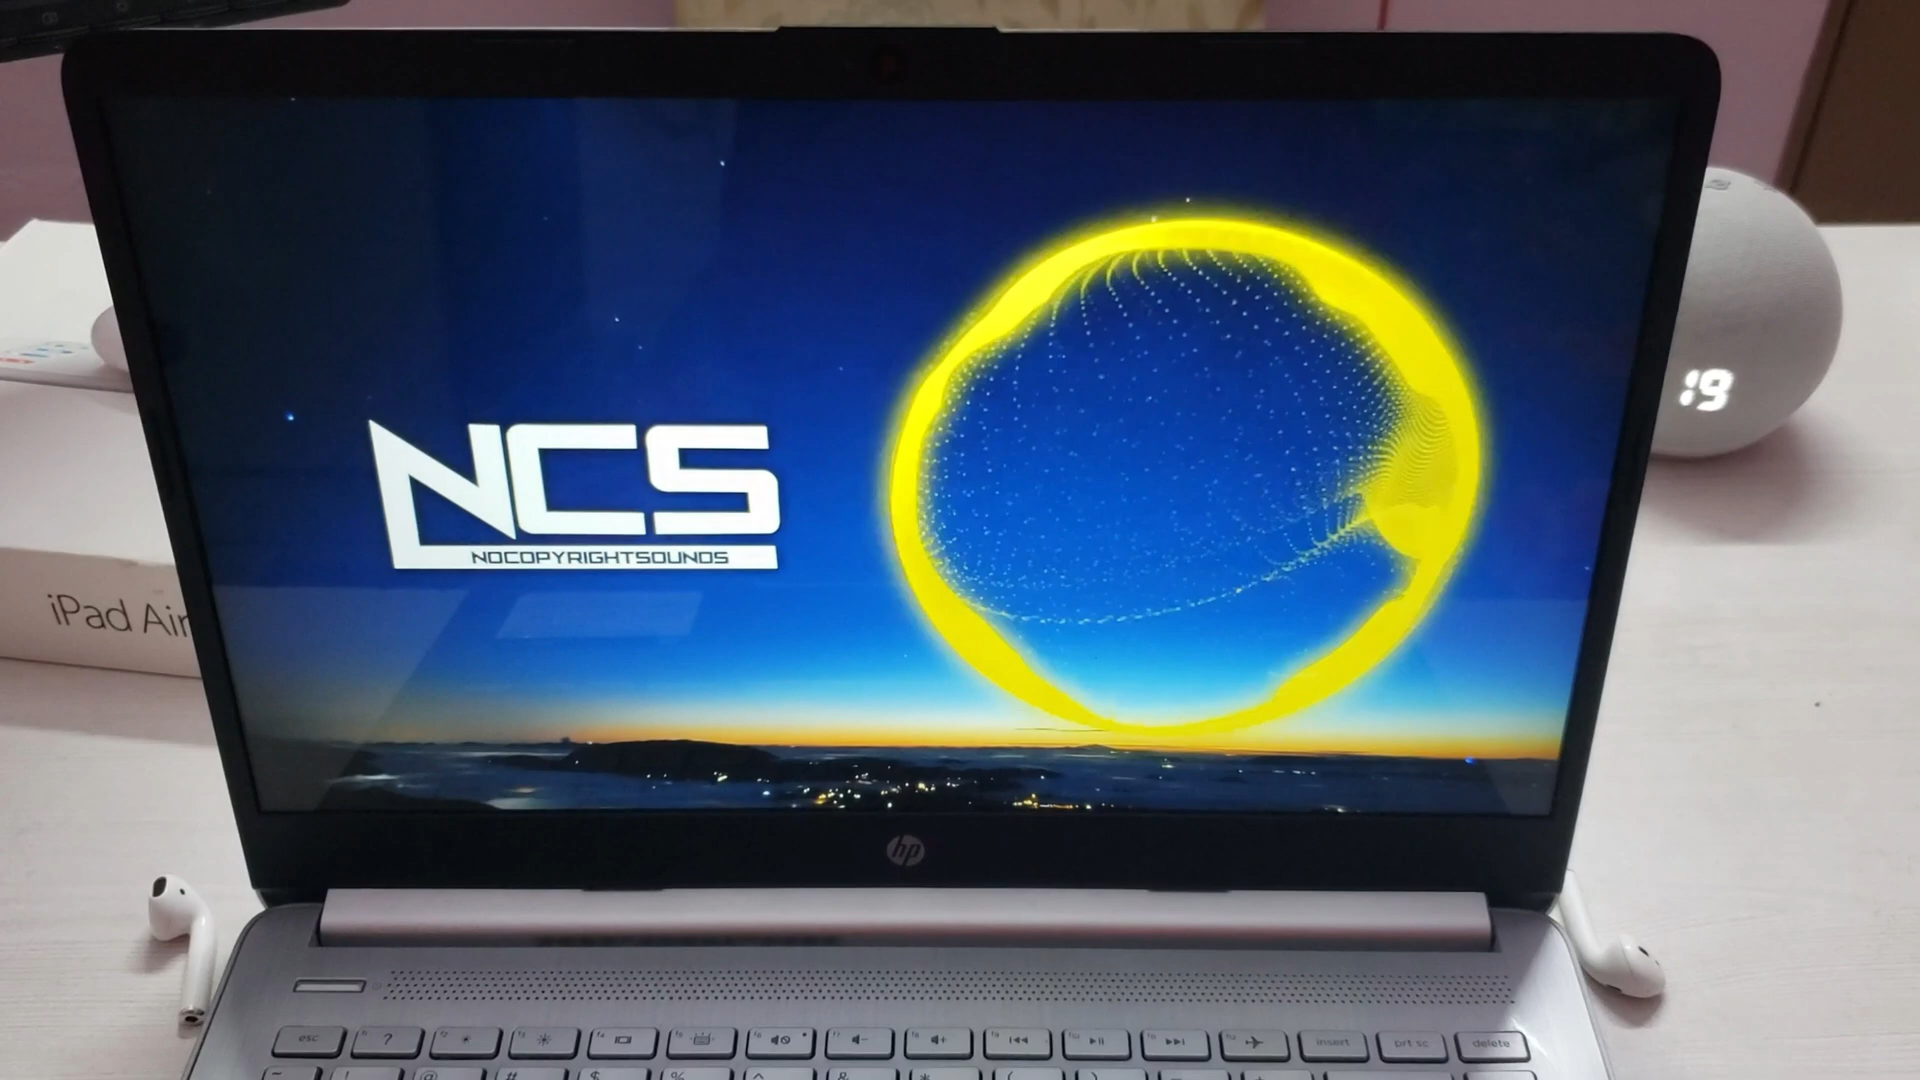 NCS
NOCOPYRIGHTSOUNDS
iPad Air
19
hp
esc
?
insert
prt sc
delete
! @ # $ % ^ & * ( )